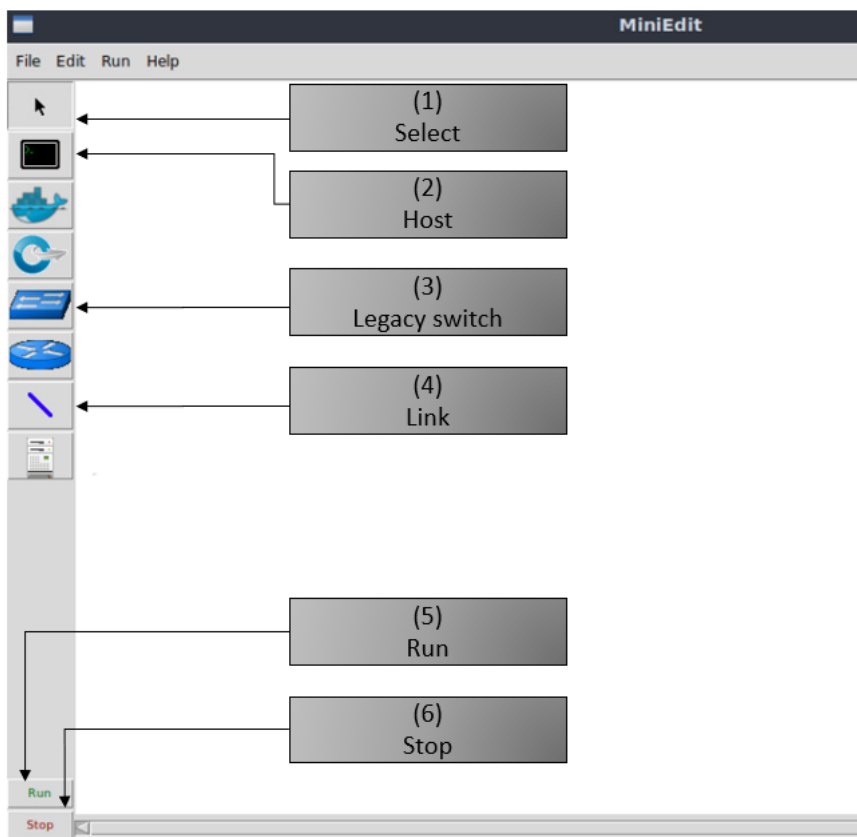 MiniEdit
File Edit Run Help
(1)
Select
(2)
Host
(3)
Legacy switch
(4)
Link
(5)
Run
(6)
Stop
Run
Stop